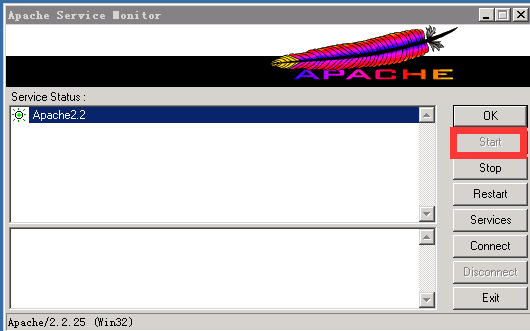 Apache Service Monitor
APACHE
Service Status :
Apache2.2
OK
Start
Stop
Restart
Services
Connect
Disconnect
Exit
Apache/2.2.25 (Win32)